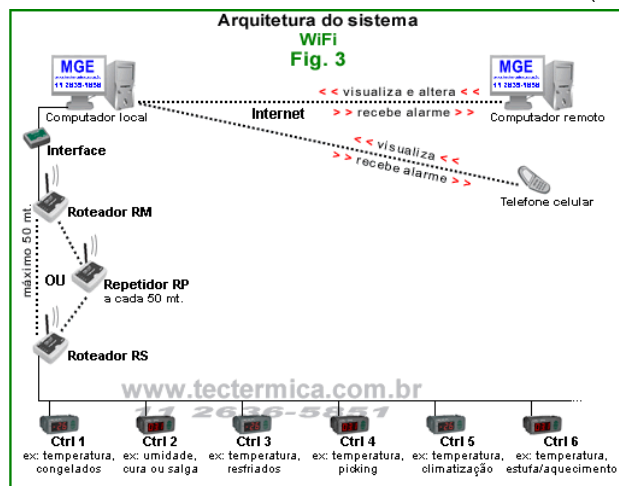 Arquitetura do sistema
WiFi
Fig. 3
MGE
11 2636-5858
MGE
11 2636-5858
<< visualiza e altera <<
Internet
>> recebe alarme >>
Computador local
Computador remoto
<< visualiza <<
>> recebe alarme >>
Interface
Telefone celular
Roteador RM
máximo 50 mt.
OU
Repetidor RP
a cada 50 mt.
Roteador RS
www.tectermica.com.br
11 2636-5851
Ctrl 1
ex: temperatura,
congelados
Ctrl 2
ex: umidade,
cura ou salga
Ctrl 3
ex: temperatura,
resfriados
Ctrl 4
ex: temperatura,
picking
Ctrl 5
ex: temperatura,
climatização
Ctrl 6
ex: temperatura,
estufa/aquecimento